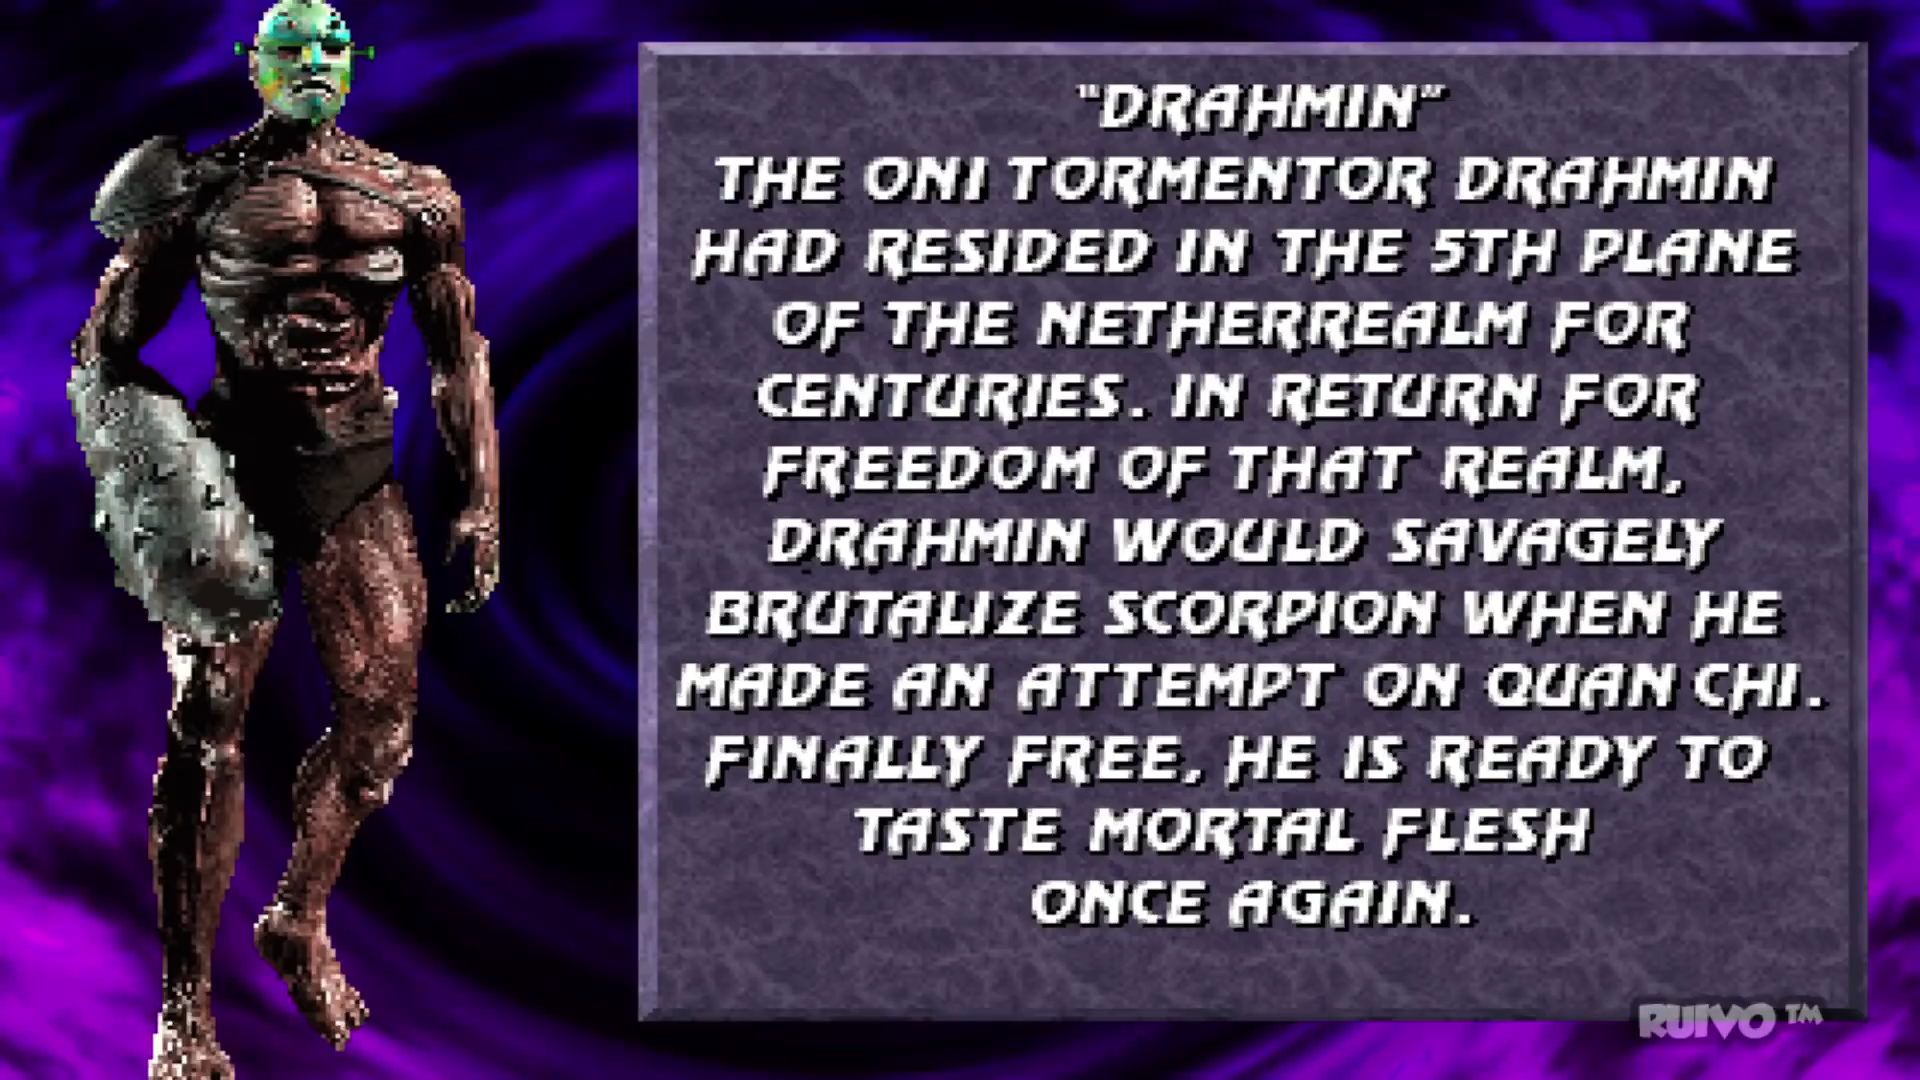 "DRAHMIN"
THE ONI TORMENTOR DRAHMIN
HAD RESIDED IN THE 5TH PLANE
OF THE NETHERREALM FOR
CENTURIES. IN RETURN FOR
FREEDOM OF THAT REALM,
DRAHMIN WOULD SAVAGELY
BRUTALIZE SCORPION WHEN HE
MADE AN ATTEMPT ON QUAN CHI.
FINALLY FREE, HE IS READY TO
TASTE MORTAL FLESH
ONCE AGAIN.
RUIVO ™